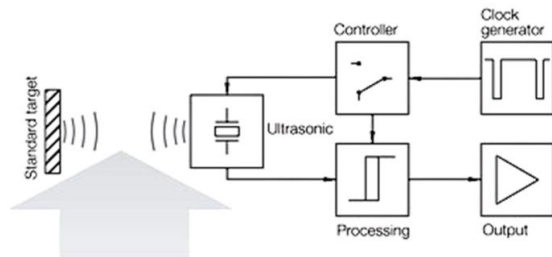 Clock
generator
Controller
Standard target
Ultrasonic
Processing
Output